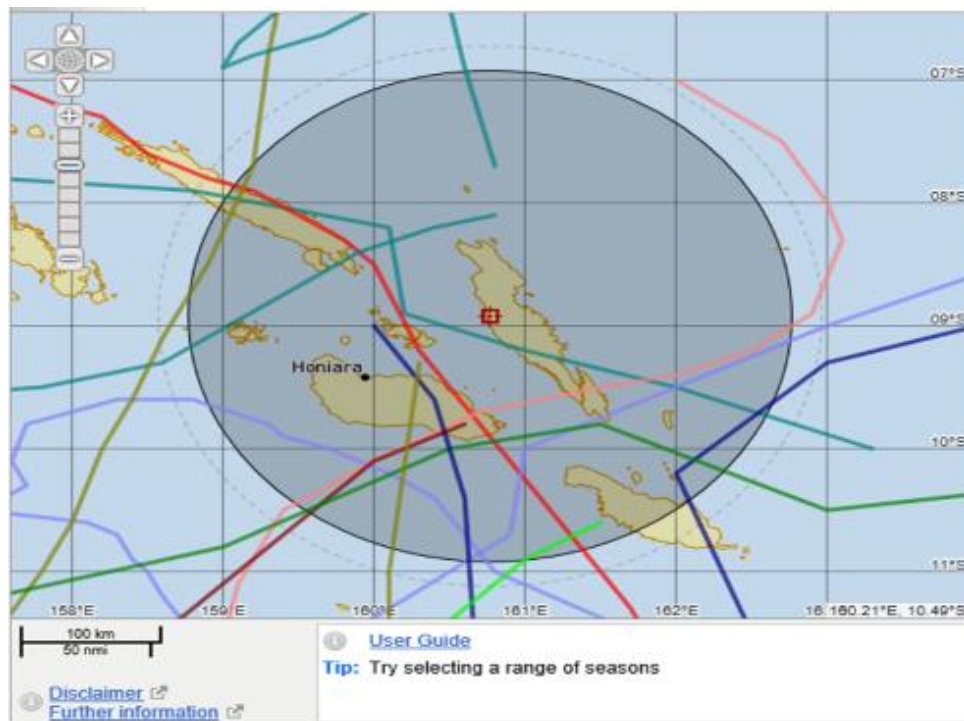 07°S
08°S
09°S
Honiara
10°S
11°S
158°E 159°E 160°E 161°E 162°E 16.160.21°E, 10.49°S
100 km
50 nmi
User Guide
Tip: Try selecting a range of seasons
Disclaimer
Further information